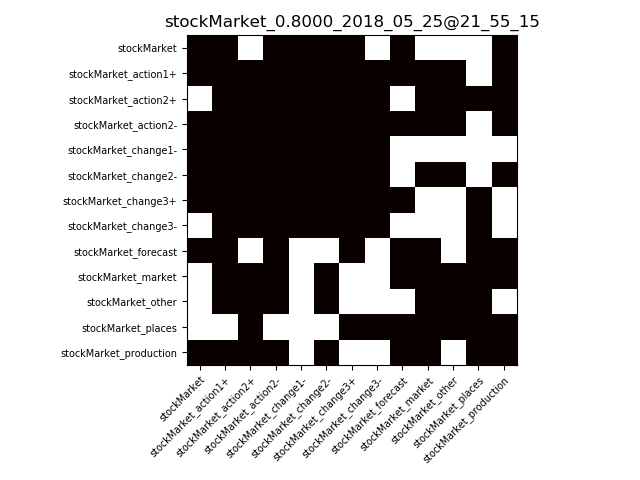 stockMarket_0.8000_2018_05_25@21_55_15
stockMarket
stockMarket_action1+
stockMarket_action2+
stockMarket_action2-
stockMarket_change1-
stockMarket_change2-
stockMarket_change3+
stockMarket_change3-
stockMarket_forecast
stockMarket_market
stockMarket_other
stockMarket_places
stockMarket_production
stockMarket
stockMarket_action1+
stockMarket_action2+
stockMarket_action2-
stockMarket_change1-
stockMarket_change2-
stockMarket_change3+
stockMarket_change3-
stockMarket_forecast
stockMarket_market
stockMarket_other
stockMarket_places
stockMarket_production